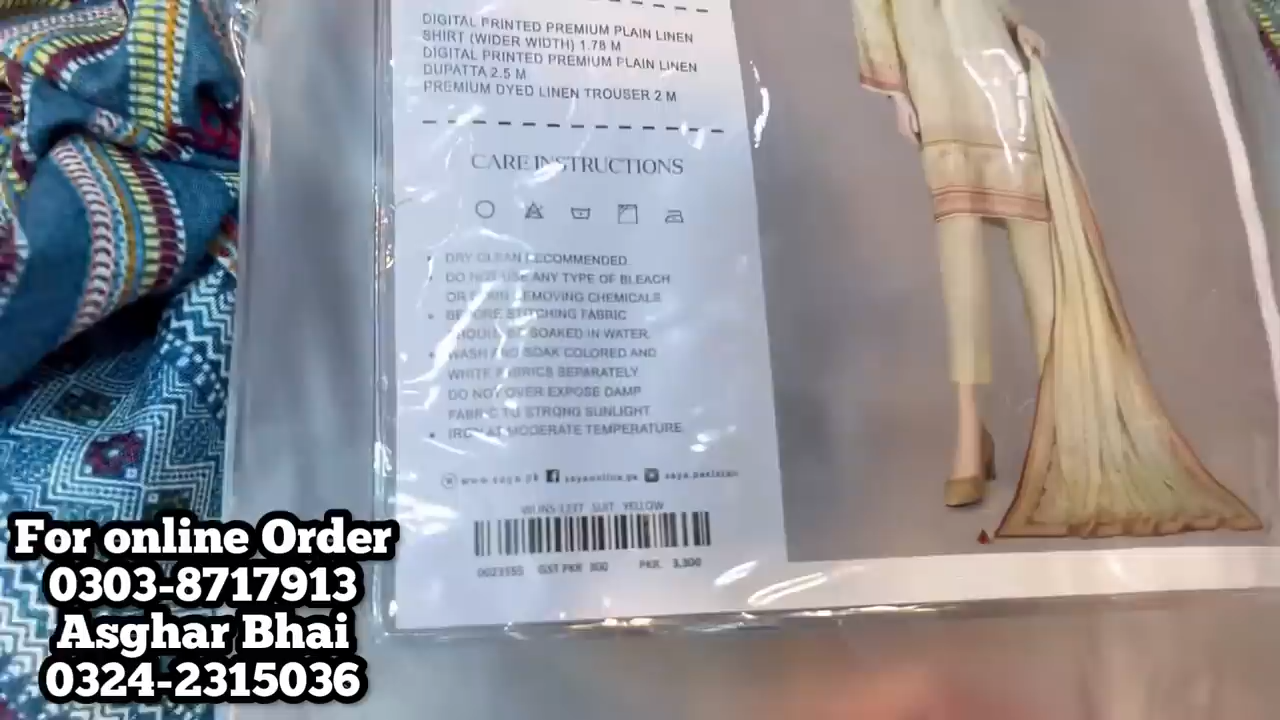 DIGITAL PRINTED PREMIUM PLAIN LINEN
SHIRT (WIDER WIDTH) 1.78 M
DIGITAL PRINTED PREMIUM PLAIN LINEN
DUPATTA 2.5 M
PREMIUM DYED LINEN TROUSER 2 M
CARE INSTRUCTIONS
DRY CLEAN RECOMMENDED.
DO NOT USE ANY TYPE OF BLEACH
OR REMOVING CHEMICALS
BEFORE STITCHING FABRIC
SHOULD BE SOAKED IN WATER.
WASH AND SOAK COLORED AND
WHITE FABRICS SEPARATELY
DO NOT OVER EXPOSE DAMP
FABRIC TO STRONG SUNLIGHT
IRON AT MODERATE TEMPERATURE.
www.saya.pk sayaonline.pk saya.pakistan
SUIT YELLOW
GST PKR PKR. 3,300
For online Order
0303-8717913
Asghar Bhai
0324-2315036